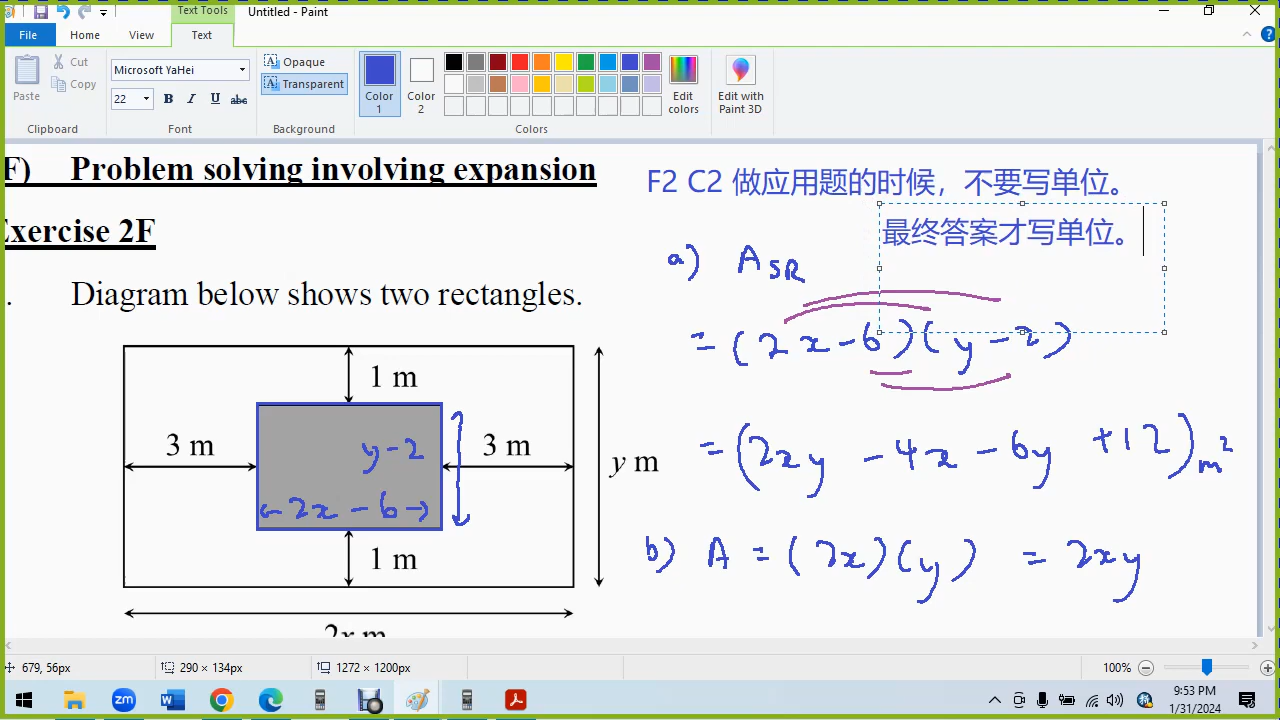 Text Tools
Untitled - Paint
File
Home
View
Text
Paste
Cut
Copy
Clipboard
Microsoft YaHei
22
B I U abc
Font
Opaque
Transparent
Background
Color 1
Color 2
Colors
Edit colors
Edit with Paint 3D
F) Problem solving involving expansion
Exercise 2F
. Diagram below shows two rectangles.
1 m
3 m
y-2
3 m
y m
←2x-6→
1 m
2x m
F2 C2 做应用题的时候，不要写单位。
最终答案才写单位。
a) A SR
= (2x-6)(y-2)
= (2xy -4x -6y +12) m²
b) A = (2x)(y) = 2xy
679, 56px
290 × 134px
1272 × 1200px
100%
zm
9:53 PM
1/31/2024